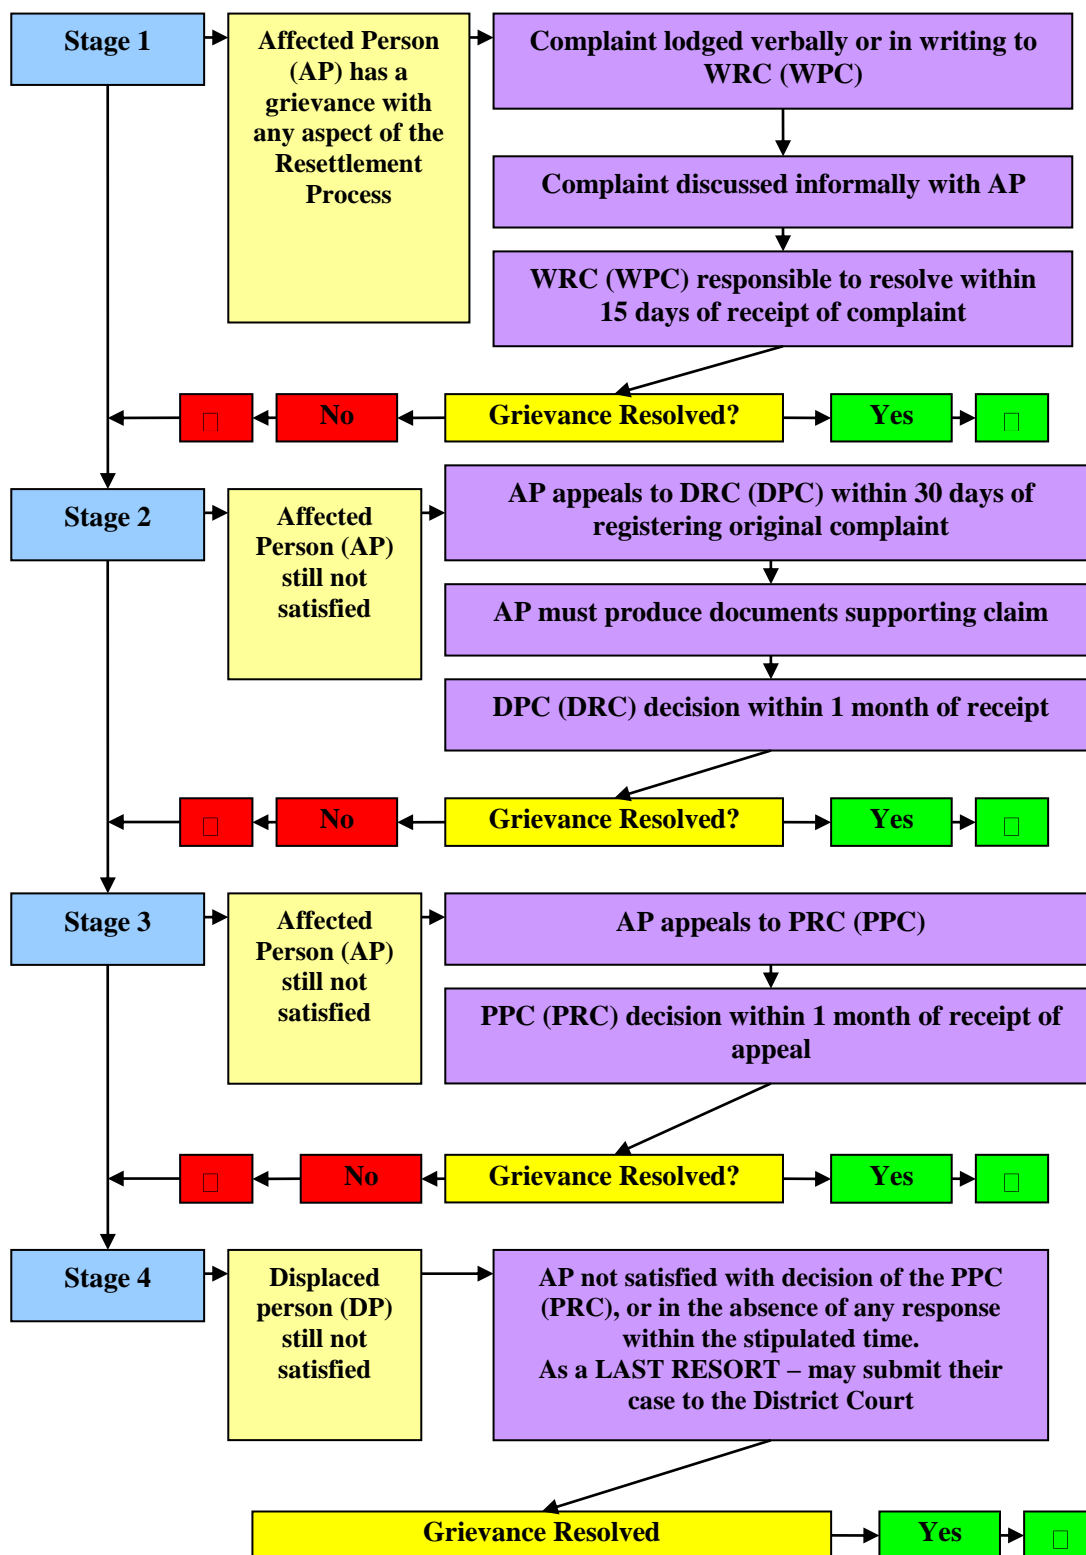 Stage 1
Affected Person
(AP) has a
grievance with
any aspect of the
Resettlement
Process
Complaint lodged verbally or in writing to
WRC (WPC)
Complaint discussed informally with AP
WRC (WPC) responsible to resolve within
15 days of receipt of complaint
No
Grievance Resolved?
Yes
Stage 2
Affected
Person (AP)
still not
satisfied
AP appeals to DRC (DPC) within 30 days of
registering original complaint
AP must produce documents supporting claim
DPC (DRC) decision within 1 month of receipt
No
Grievance Resolved?
Yes
Stage 3
Affected
Person (AP)
still not
satisfied
AP appeals to PRC (PPC)
PPC (PRC) decision within 1 month of receipt of
appeal
No
Grievance Resolved?
Yes
Stage 4
Displaced
person (DP)
still not
satisfied
AP not satisfied with decision of the PPC
(PRC), or in the absence of any response
within the stipulated time.
As a LAST RESORT – may submit their
case to the District Court
Grievance Resolved
Yes